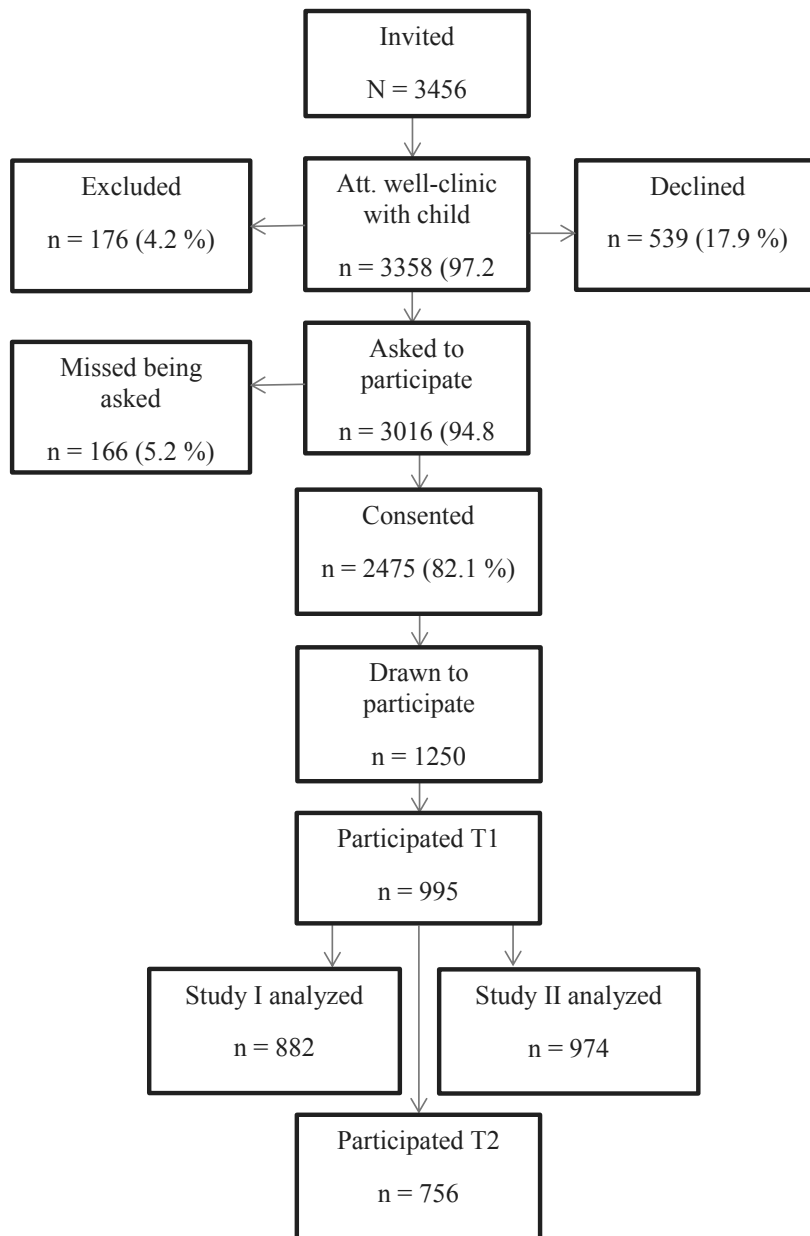 Invited
N = 3456
Excluded
n = 176 (4.2 %)
Att. well-clinic
with child
n = 3358 (97.2
Declined
n = 539 (17.9 %)
Missed being
asked
n = 166 (5.2 %)
Asked to
participate
n = 3016 (94.8
Consented
n = 2475 (82.1 %)
Drawn to
participate
n = 1250
Participated T1
n = 995
Study I analyzed
n = 882
Study II analyzed
n = 974
Participated T2
n = 756